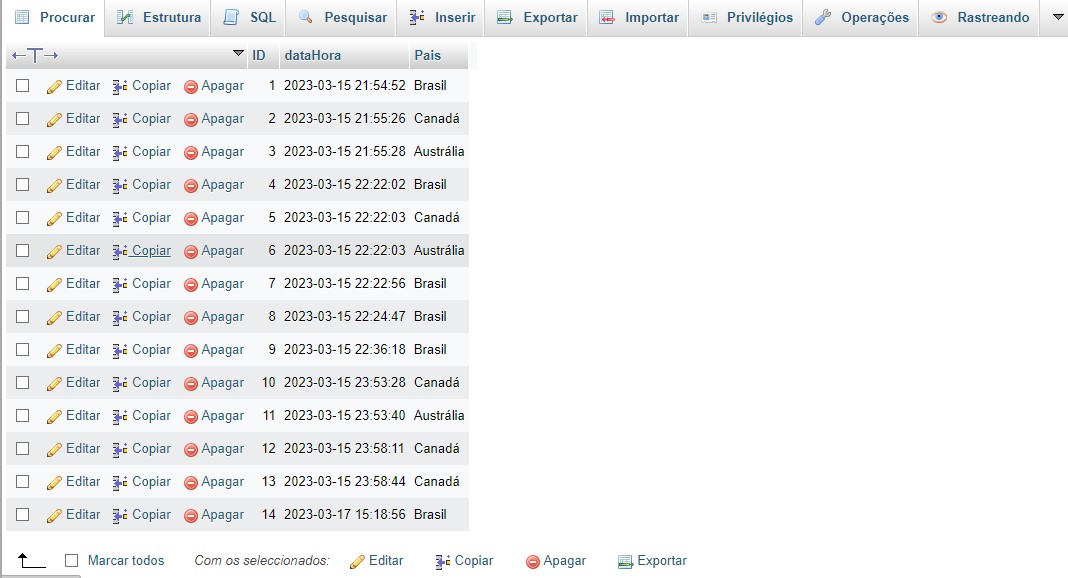 Procurar Estrutura SQL Pesquisar Inserir Exportar Importar Privilégios Operações Rastreando
ID dataHora Pais
Editar Copiar Apagar 1 2023-03-15 21:54:52 Brasil
Editar Copiar Apagar 2 2023-03-15 21:55:26 Canadá
Editar Copiar Apagar 3 2023-03-15 21:55:28 Austrália
Editar Copiar Apagar 4 2023-03-15 22:22:02 Brasil
Editar Copiar Apagar 5 2023-03-15 22:22:03 Canadá
Editar Copiar Apagar 6 2023-03-15 22:22:03 Austrália
Editar Copiar Apagar 7 2023-03-15 22:22:56 Brasil
Editar Copiar Apagar 8 2023-03-15 22:24:47 Brasil
Editar Copiar Apagar 9 2023-03-15 22:36:18 Brasil
Editar Copiar Apagar 10 2023-03-15 23:53:28 Canadá
Editar Copiar Apagar 11 2023-03-15 23:53:40 Austrália
Editar Copiar Apagar 12 2023-03-15 23:58:11 Canadá
Editar Copiar Apagar 13 2023-03-15 23:58:44 Canadá
Editar Copiar Apagar 14 2023-03-17 15:18:56 Brasil
Marcar todos Com os seleccionados: Editar Copiar Apagar Exportar